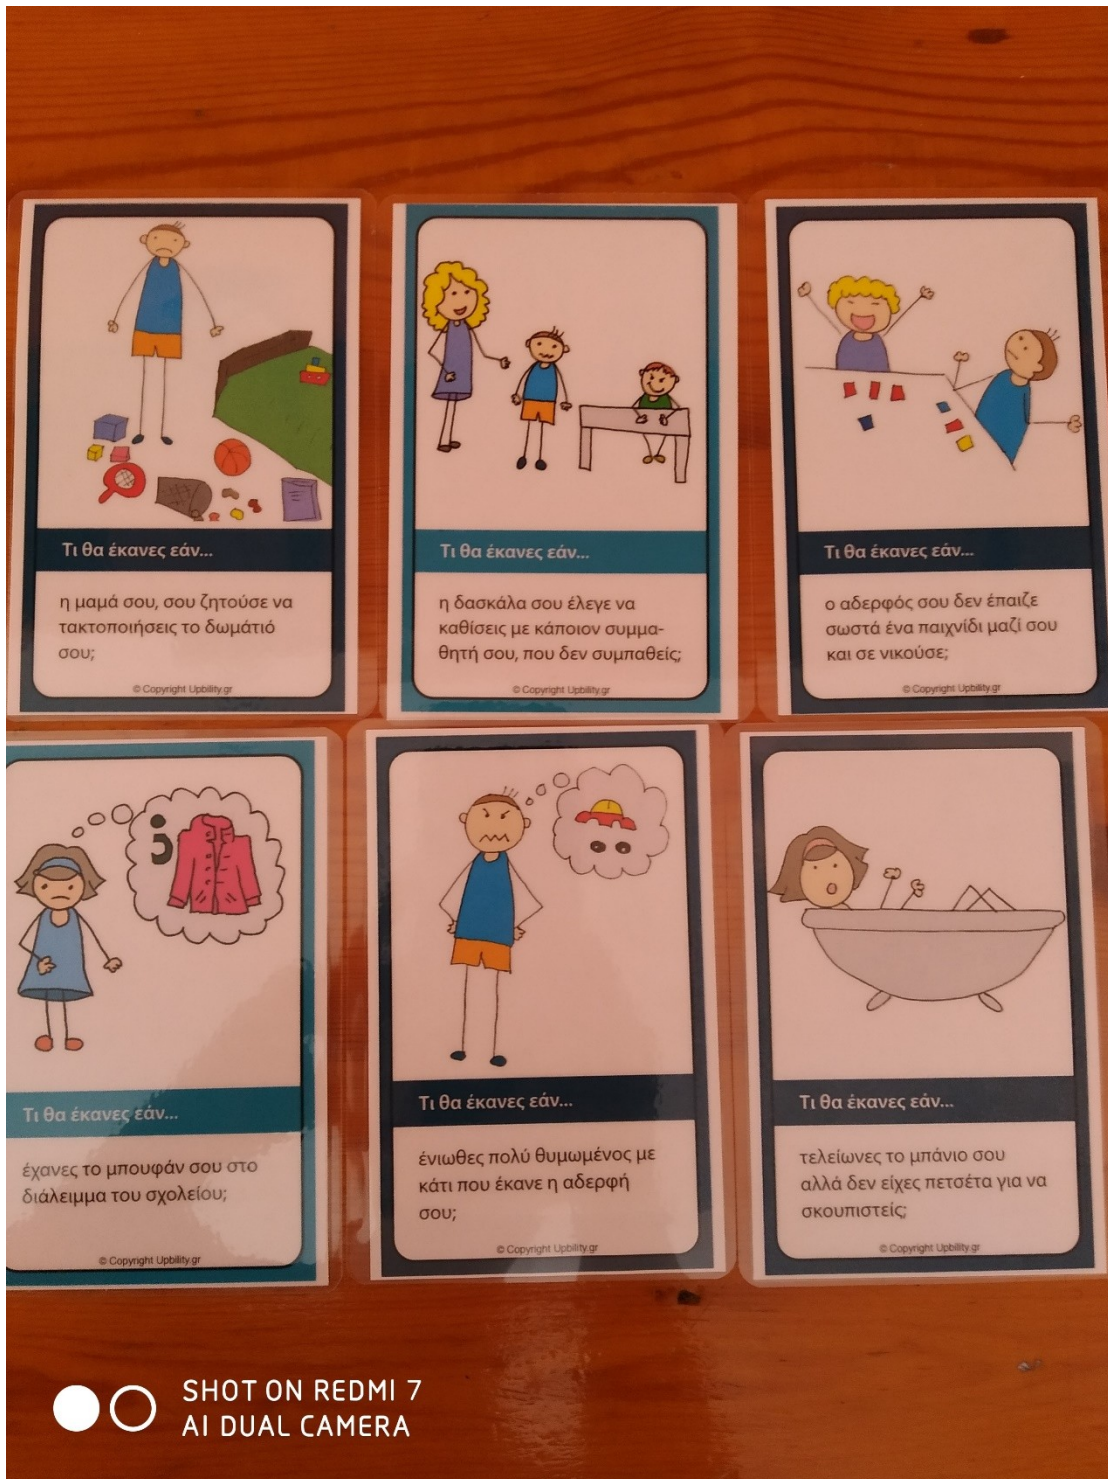 Τι θα έκανες εάν...
η μαμά σου, σου ζητούσε να
τακτοποιήσεις το δωμάτιό
σου;
© Copyright Upbility.gr
Τι θα έκανες εάν...
η δασκάλα σου έλεγε να
καθίσεις με κάποιον συμμα-
θητή σου, που δεν συμπαθείς;
© Copyright Upbility.gr
Τι θα έκανες εάν...
ο αδερφός σου δεν έπαιζε
σωστά ένα παιχνίδι μαζί σου
και σε νικούσε;
© Copyright Upbility.gr
;
Τι θα έκανες εάν...
έχανες το μπουφάν σου στο
διάλειμμα του σχολείου;
© Copyright Upbility.gr
Τι θα έκανες εάν...
ένιωθες πολύ θυμωμένος με
κάτι που έκανε η αδερφή
σου;
© Copyright Upbility.gr
Τι θα έκανες εάν...
τελείωνες το μπάνιο σου
αλλά δεν είχες πετσέτα για να
σκουπιστείς;
© Copyright Upbility.gr
SHOT ON REDMI 7
AI DUAL CAMERA